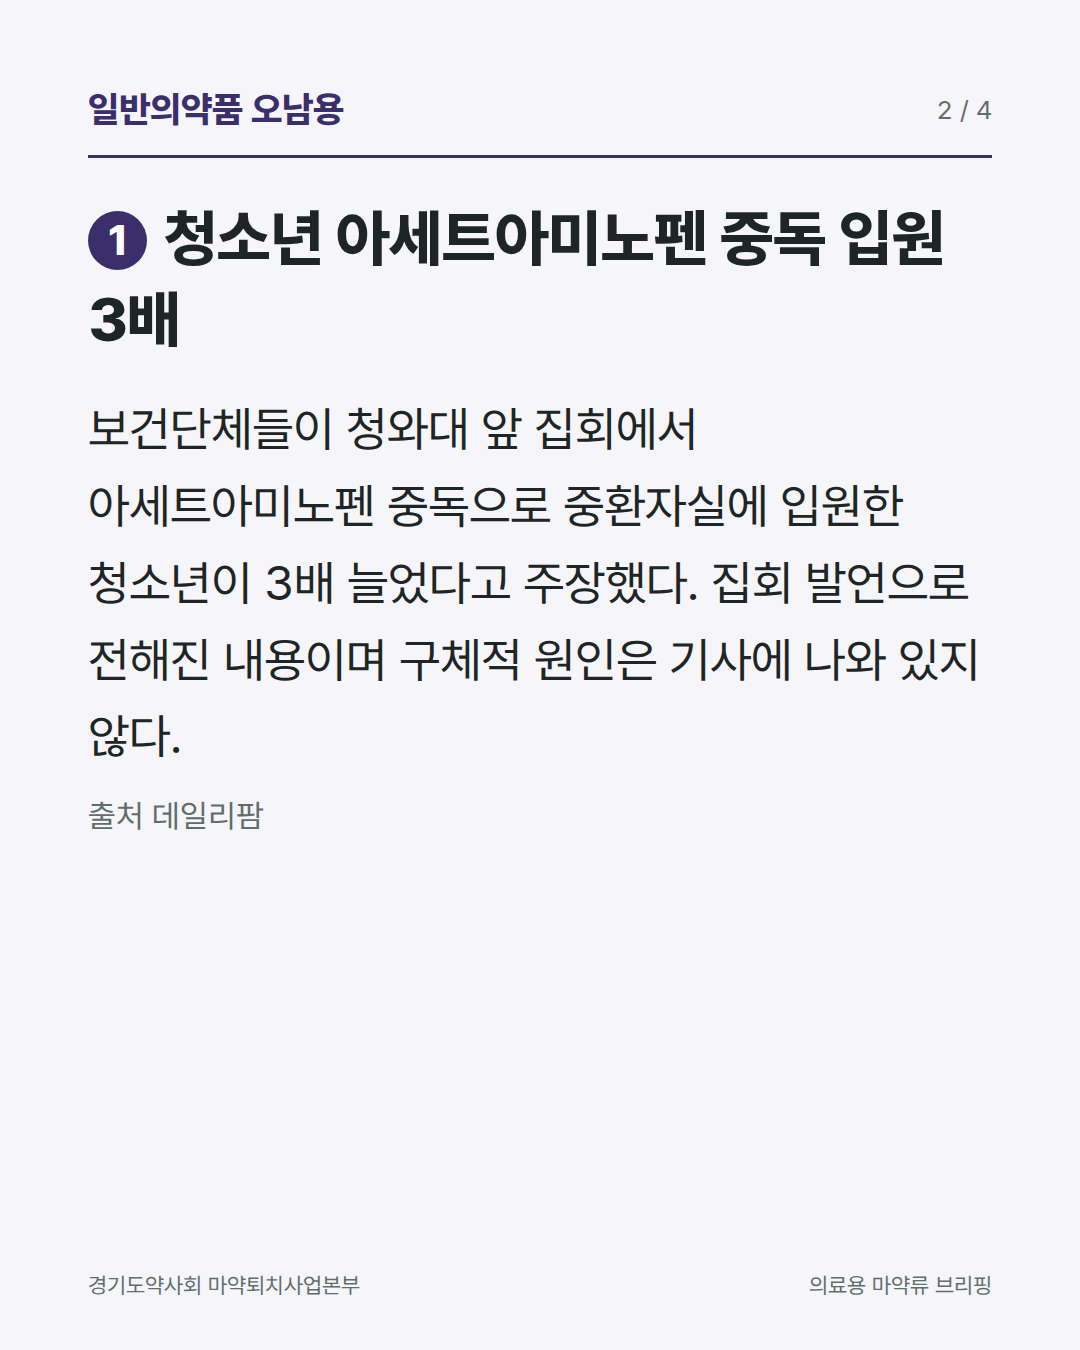 일반의약품 오남용
2 / 4
1 청소년 아세트아미노펜 중독 입원
3배
보건단체들이 청와대 앞 집회에서
아세트아미노펜 중독으로 중환자실에 입원한
청소년이 3배 늘었다고 주장했다. 집회 발언으로
전해진 내용이며 구체적 원인은 기사에 나와 있지
않다.
출처 데일리팜
경기도약사회 마약퇴치사업본부
의료용 마약류 브리핑